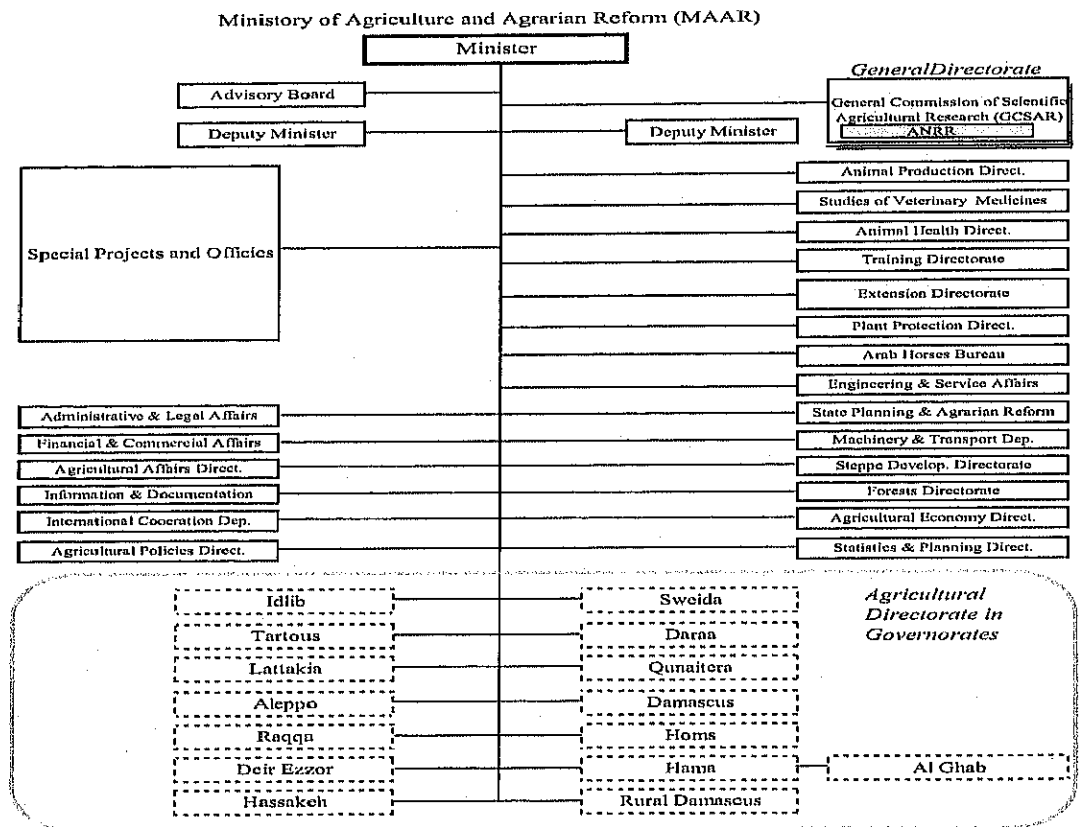 Ministory of Agriculture and Agrarian Reform (MAAR)
Minister
GeneralDirectorate
Advisory Board
General Commission of Scientific
Agricultural Research (GCSAR)
ANRR
Deputy Minister
Deputy Minister
Special Projects and Officies
Animal Production Direct.
Studies of Veterinary Medicines
Animal Health Direct.
Training Directorate
Extension Directorate
Plant Protection Direct.
Arab Horses Bureau
Engineering & Service Affairs
Administrative & Legal Affairs
State Planning & Agrarian Reform
Financial & Commercial Affairs
Machinery & Transport Dep.
Agricultural Affairs Direct.
Steppe Develop. Directorate
Information & Documentation
Forests Directorate
International Cooeration Dep.
Agricultural Economy Direct.
Agricultural Policies Direct.
Statistics & Planning Direct.
Agricultural
Directorate in
Governorates
Idlib
Sweida
Tartous
Daraa
Lattakia
Qunaitera
Aleppo
Damascus
Raqqa
Homs
Deir Ezzor
Hama
Al Ghab
Hassakeh
Rural Damascus